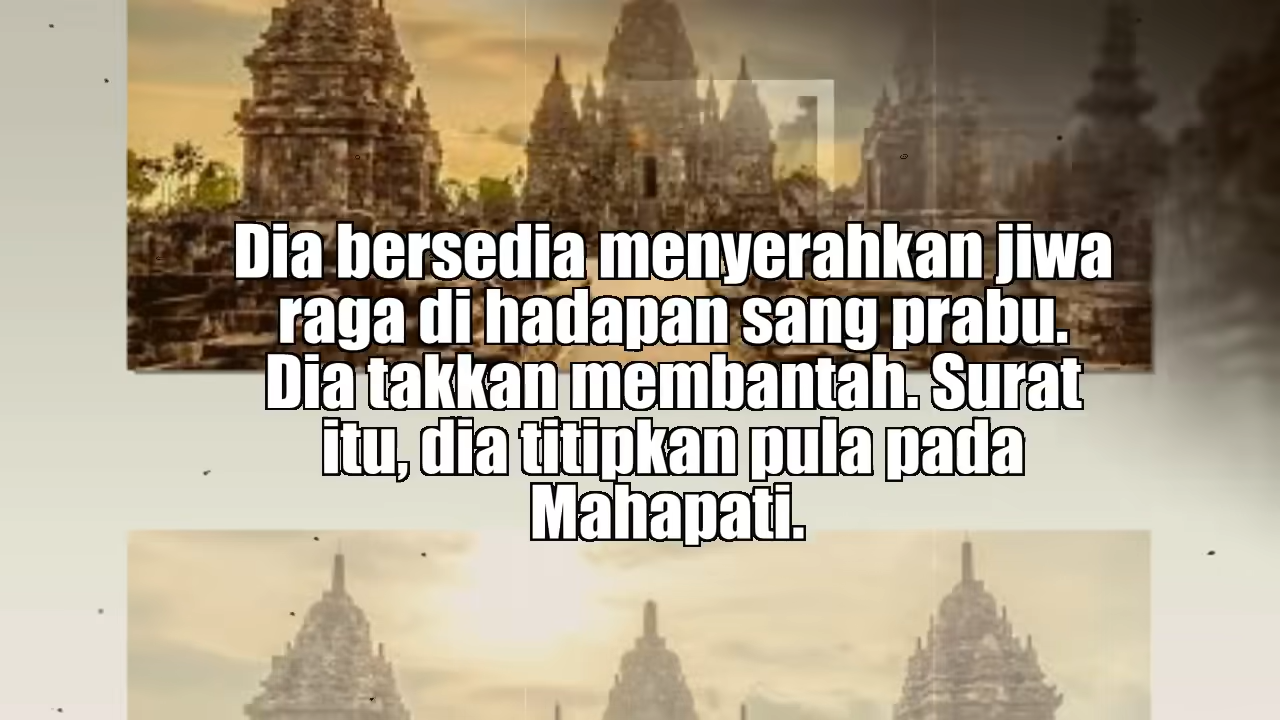 Dia bersedia menyerahkan jiwa
raga di hadapan sang prabu.
Dia takkan membantah. Surat
itu, dia titipkan pula pada
Mahapati.